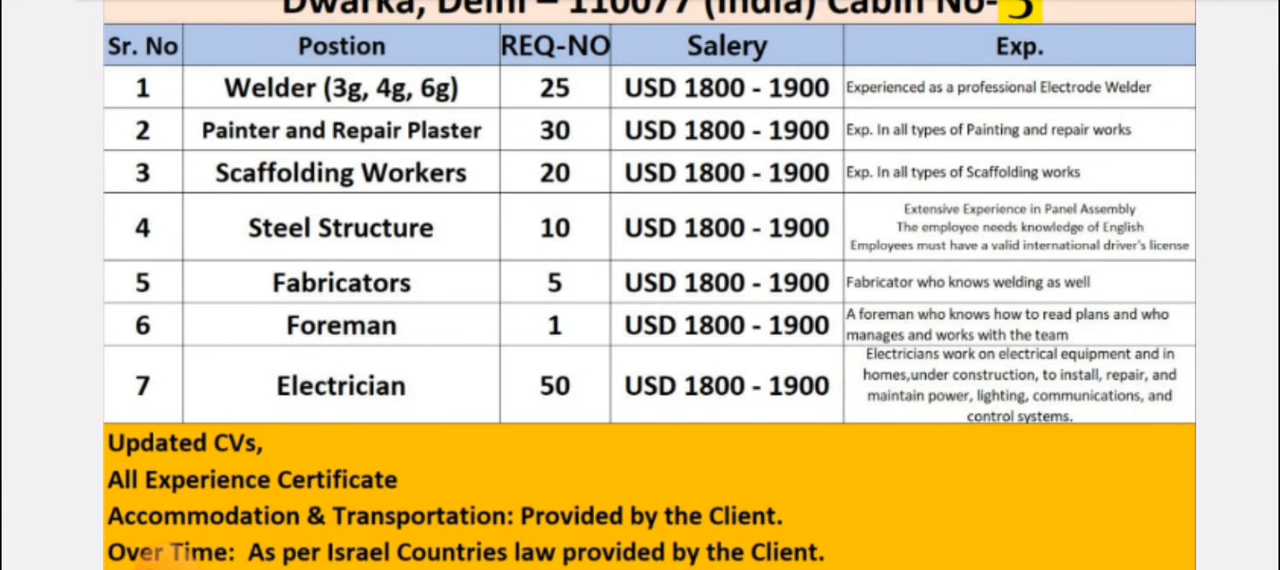 Dwarka, Delhi – 110077 (India) Cabin No- 5
Sr. No Postion REQ-NO Salery Exp.
1 Welder (3g, 4g, 6g) 25 USD 1800 - 1900 Experienced as a professional Electrode Welder
2 Painter and Repair Plaster 30 USD 1800 - 1900 Exp. In all types of Painting and repair works
3 Scaffolding Workers 20 USD 1800 - 1900 Exp. In all types of Scaffolding works
4 Steel Structure 10 USD 1800 - 1900 Extensive Experience in Panel Assembly
The employee needs knowledge of English
Employees must have a valid international driver's license
5 Fabricators 5 USD 1800 - 1900 Fabricator who knows welding as well
6 Foreman 1 USD 1800 - 1900 A foreman who knows how to read plans and who
manages and works with the team
7 Electrician 50 USD 1800 - 1900 Electricians work on electrical equipment and in
homes,under construction, to install, repair, and
maintain power, lighting, communications, and
control systems.
Updated CVs,
All Experience Certificate
Accommodation & Transportation: Provided by the Client.
Over Time: As per Israel Countries law provided by the Client.